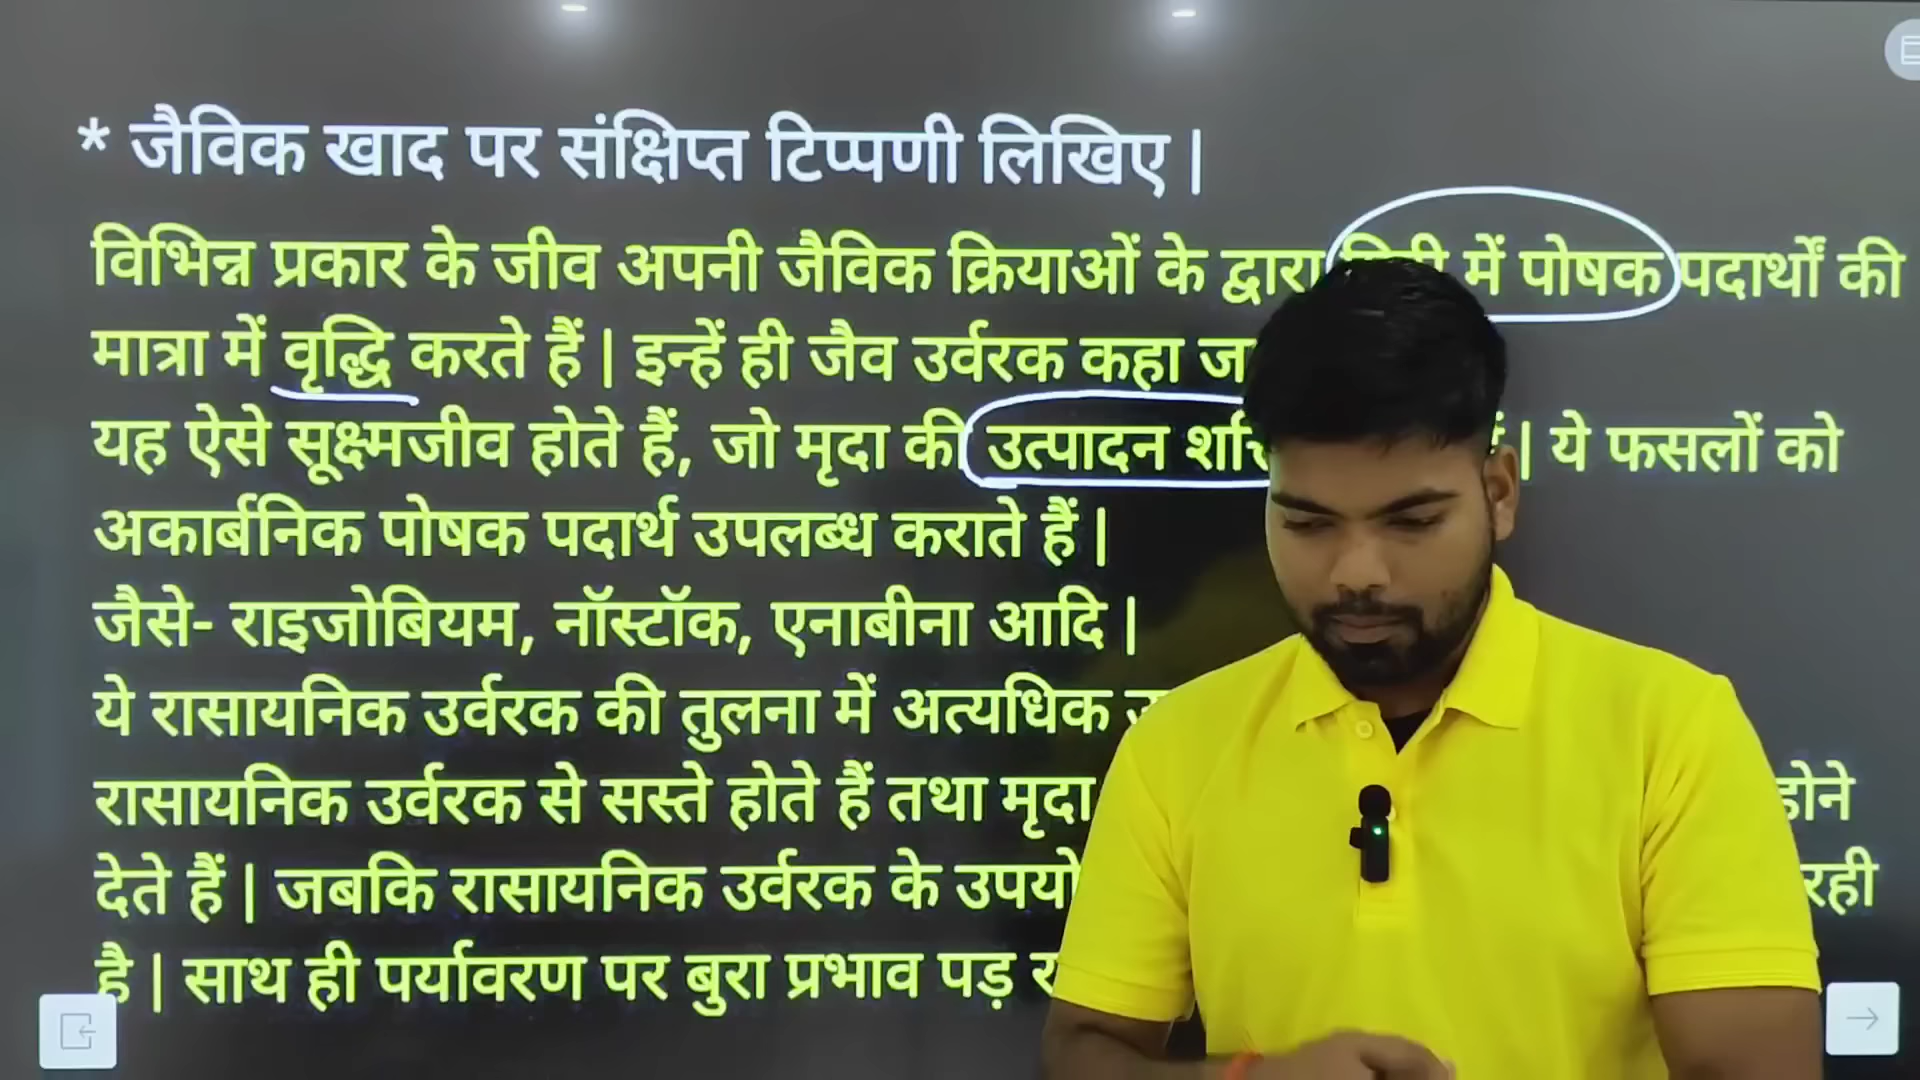 * जैविक खाद पर संक्षिप्त टिप्पणी लिखिए |
विभिन्न प्रकार के जीव अपनी जैविक क्रियाओं के द्वारा में पोषक पदार्थों की
मात्रा में वृद्धि करते हैं | इन्हें ही जैव उर्वरक कहा
यह ऐसे सूक्ष्मजीव होते हैं, जो मृदा की उत्पादन | ये फसलों को
अकार्बनिक पोषक पदार्थ उपलब्ध कराते हैं |
जैसे- राइजोबियम, नॉस्टॉक, एनाबीना आदि |
ये रासायनिक उर्वरक की तुलना में अत्यधिक
रासायनिक उर्वरक से सस्ते होते हैं तथा मृदा होने
देते हैं | जबकि रासायनिक उर्वरक के रही
है | साथ ही पर्यावरण पर बुरा प्रभाव पड़